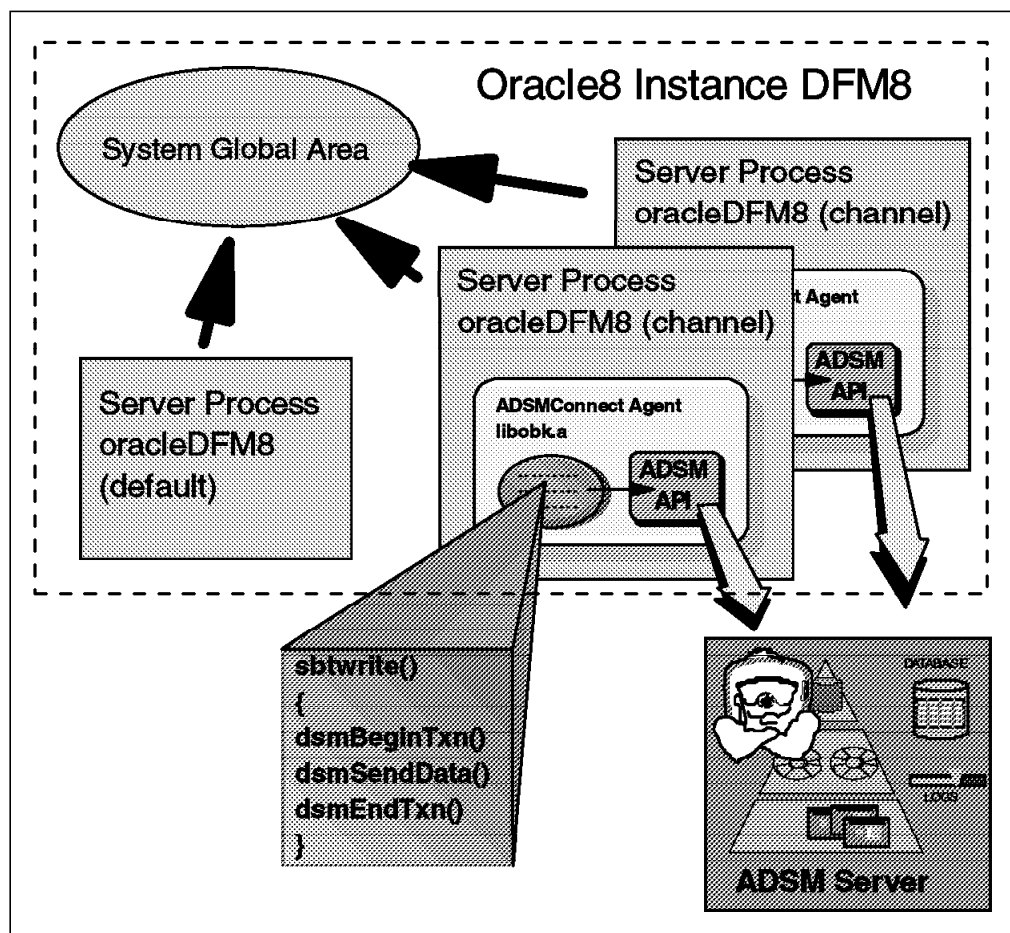 Oracle8 Instance DFM8
System Global Area
Server Process
oracleDFM8 (channel)
t Agent
ADSM
API
Server Process
oracleDFM8 (channel)
ADSMConnect Agent
libobk.a
ADSM
API
Server Process
oracleDFM8
(default)
sbtwrite()
{
dsmBeginTxn()
dsmSendData()
dsmEndTxn()
}
DATABASE
LOGS
ADSM Server